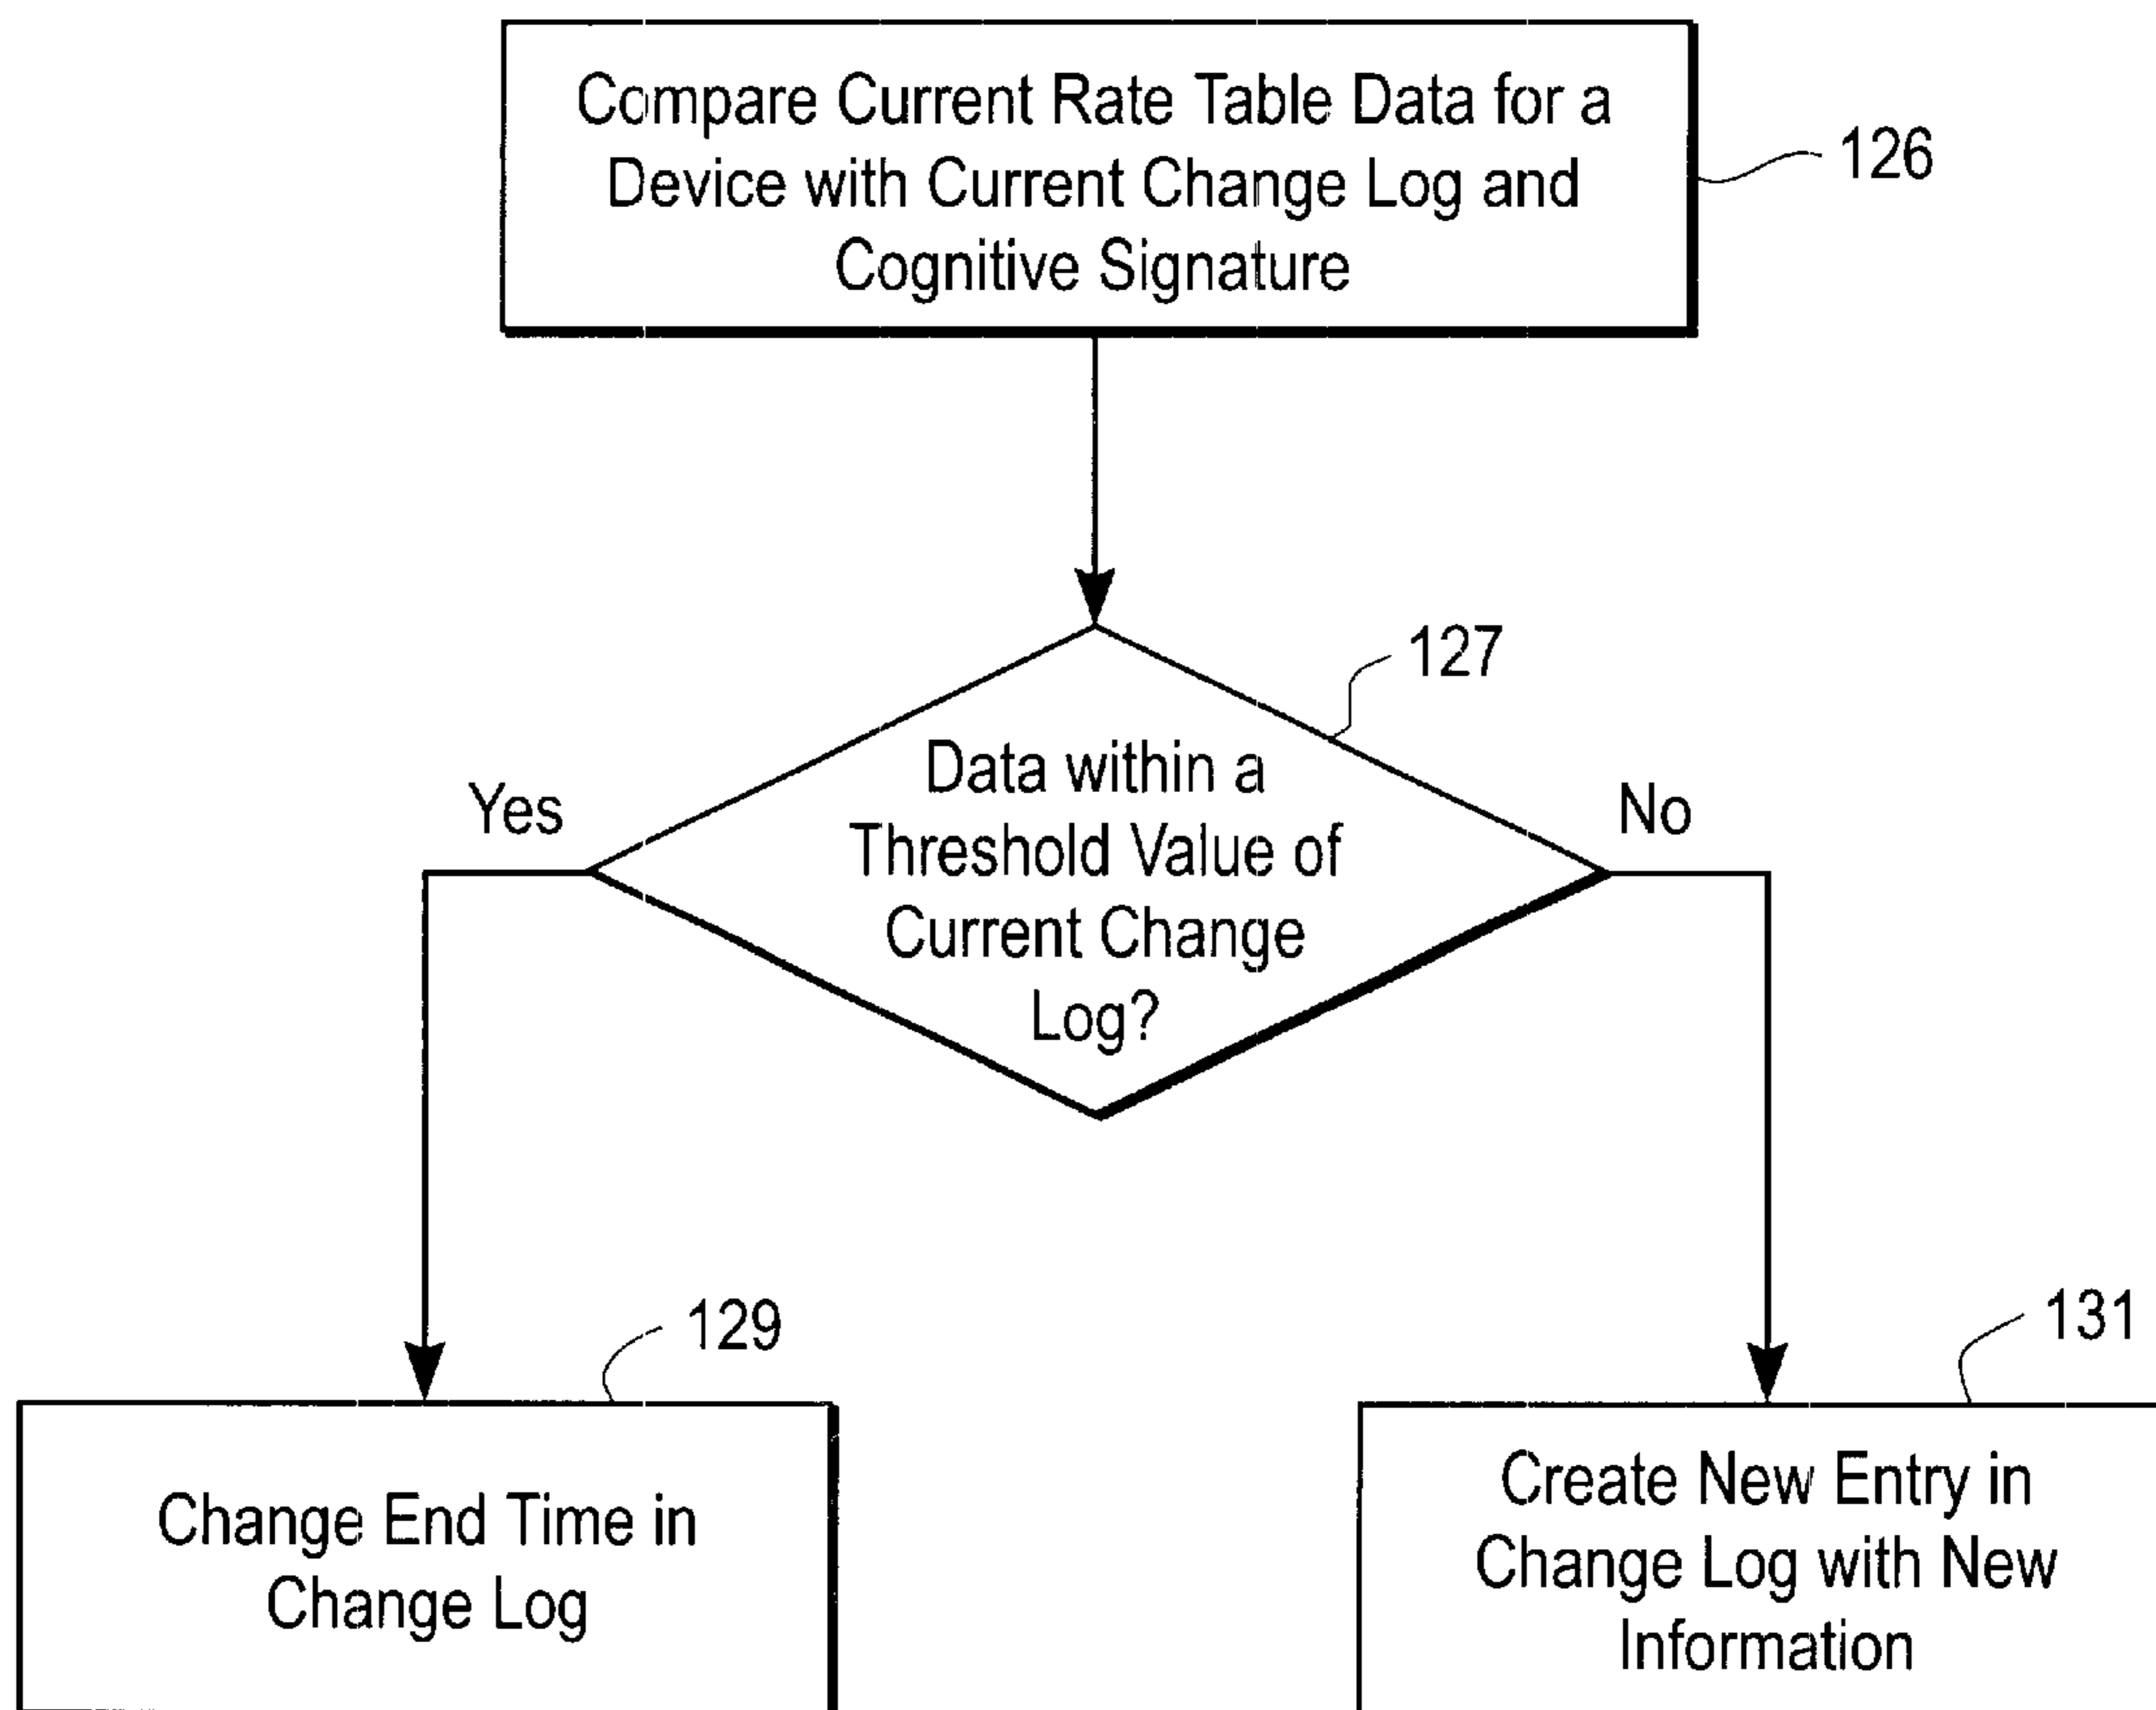 Compare Current Rate Table Data for a
Device with Current Change Log and
Cognitive Signature
126
127
Data within a
Threshold Value of
Current Change
Log?
Yes
No
129
131
Change End Time in
Change Log
Create New Entry in
Change Log with New
Information